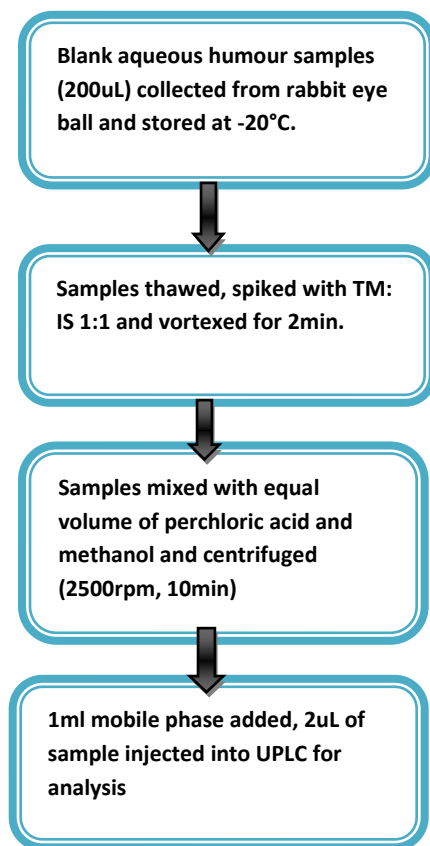 Blank aqueous humour samples
(200uL) collected from rabbit eye
ball and stored at -20°C.
Samples thawed, spiked with TM:
IS 1:1 and vortexed for 2min.
Samples mixed with equal
volume of perchloric acid and
methanol and centrifuged
(2500rpm, 10min)
1ml mobile phase added, 2uL of
sample injected into UPLC for
analysis